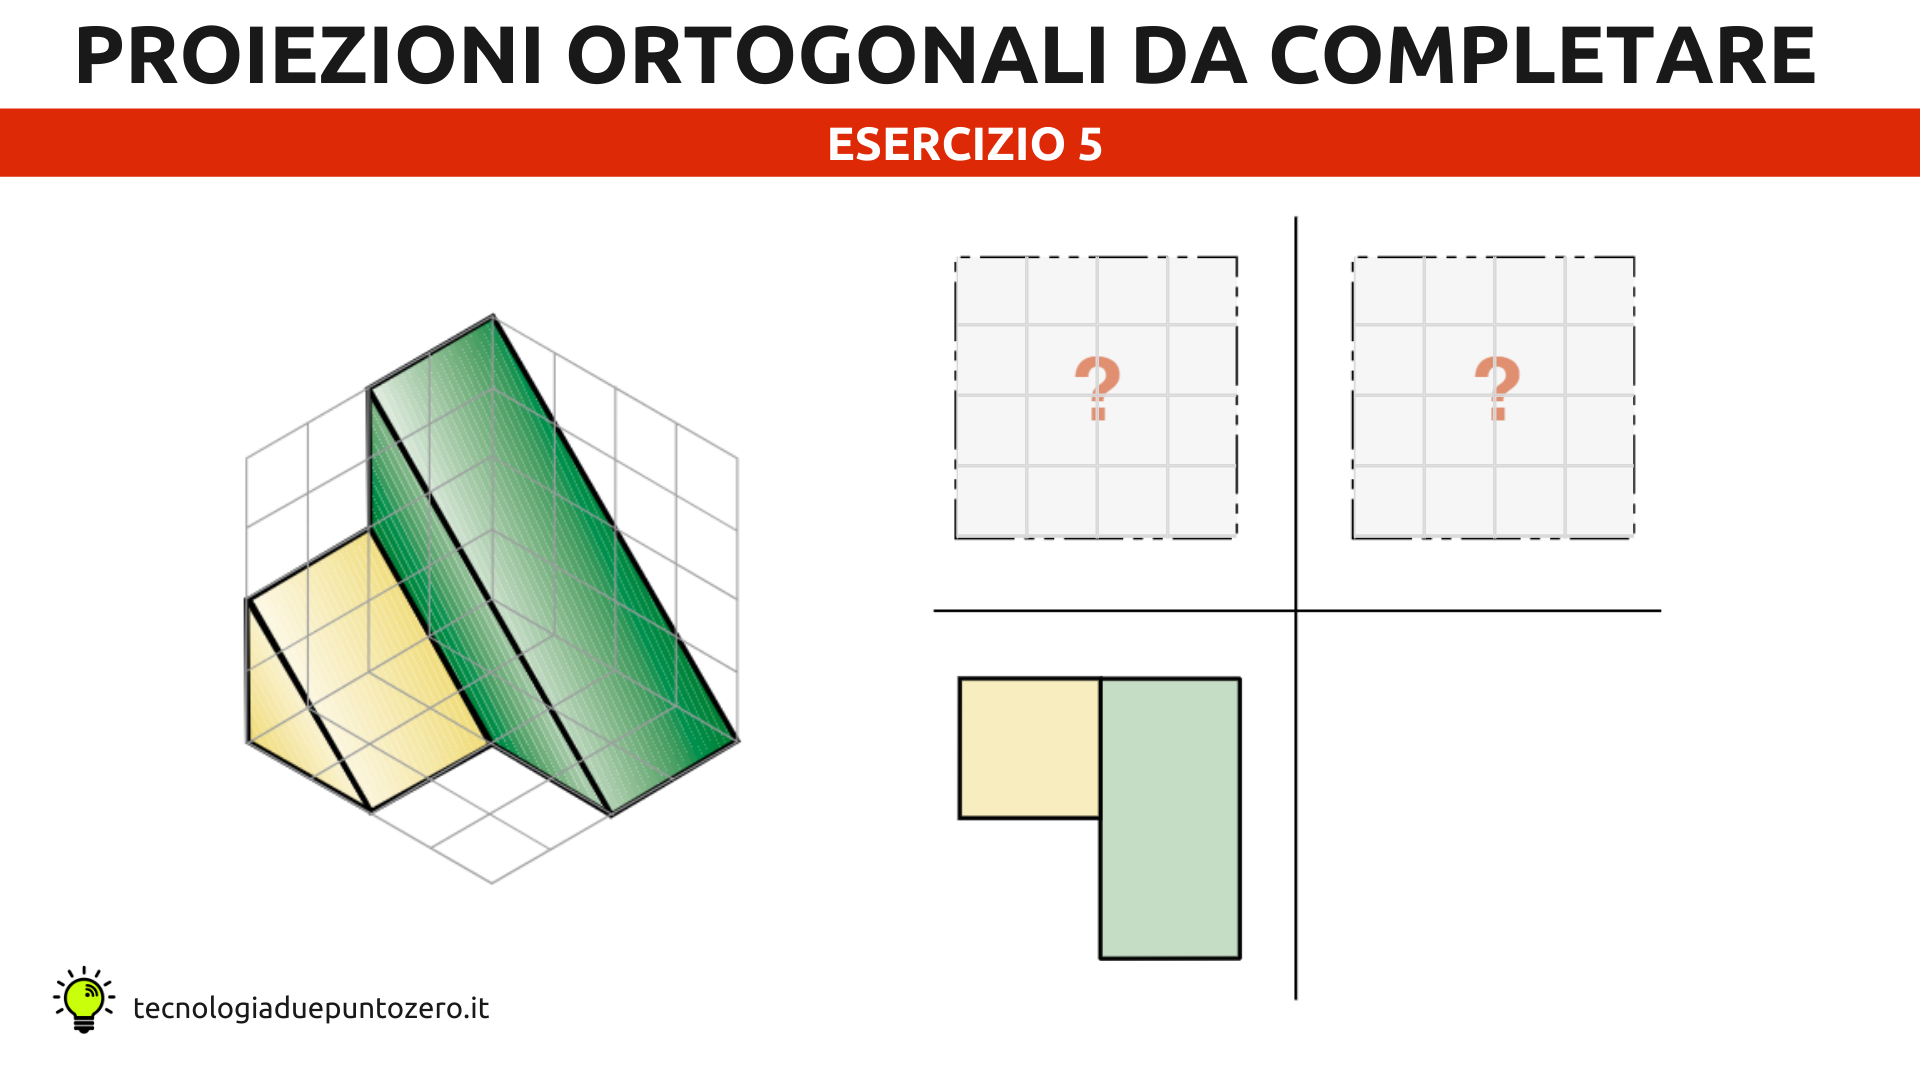 PROIEZIONI ORTOGONALI DA COMPLETARE
ESERCIZIO 5
?
?
tecnologiaduepuntozero.it